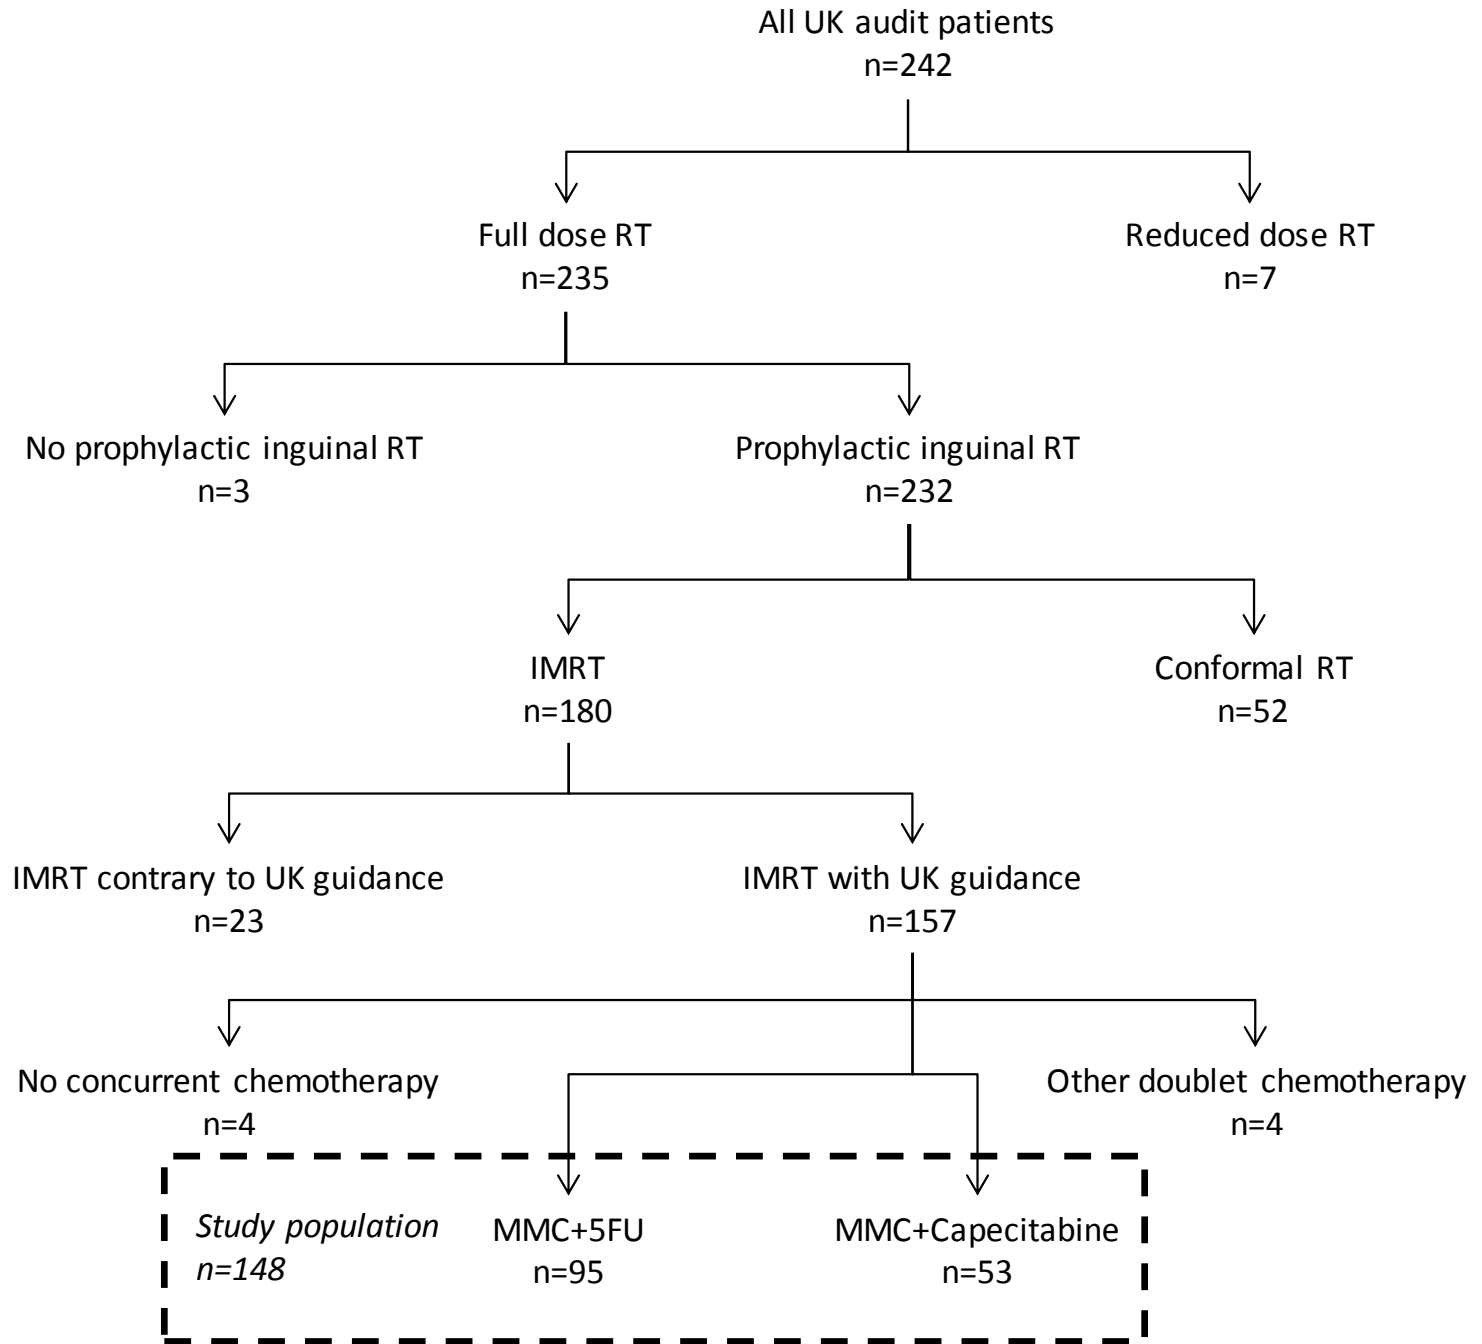 All UK audit patients
n=242
Full dose RT
n=235
Reduced dose RT
n=7
No prophylactic inguinal RT
n=3
Prophylactic inguinal RT
n=232
IMRT
n=180
Conformal RT
n=52
IMRT contrary to UK guidance
n=23
IMRT with UK guidance
n=157
No concurrent chemotherapy
n=4
Other doublet chemotherapy
n=4
Study population
n=148
MMC+5FU
n=95
MMC+Capecitabine
n=53